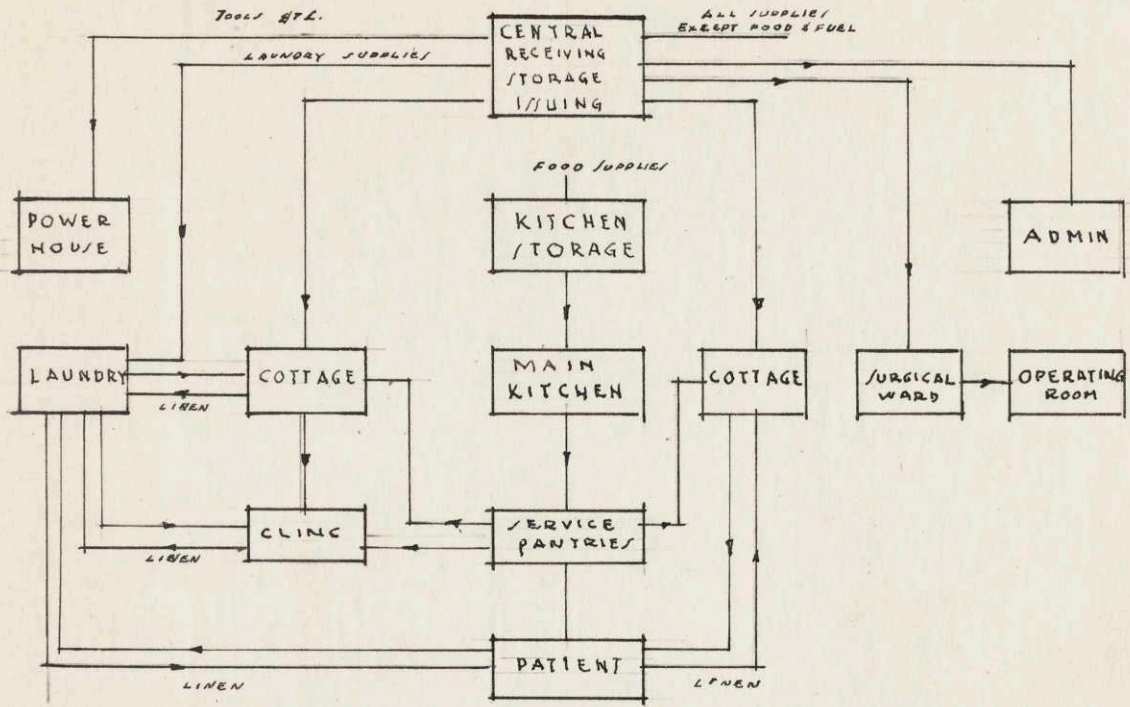 TOOLS ETC.
ALL SUPPLIES
EXCEPT FOOD & FUEL
LAUNDRY SUPPLIES
CENTRAL
RECEIVING
STORAGE
ISSUING
FOOD SUPPLIES
POWER
HOUSE
KITCHEN
STORAGE
ADMIN
LAUNDRY
COTTAGE
MAIN
KITCHEN
COTTAGE
SURGICAL
WARD
OPERATING
ROOM
LINEN
CLINC
SERVICE
PANTRIES
LINEN
PATIENT
LINEN
LINEN